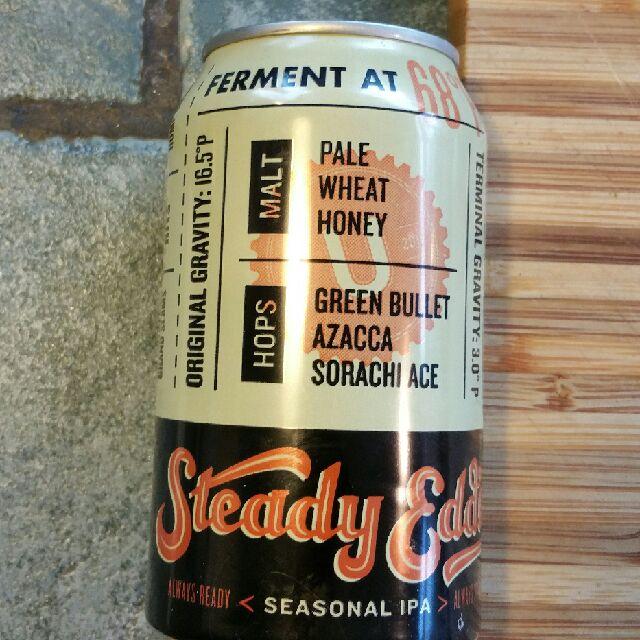 FERMENT AT 68°
ORIGINAL GRAVITY: 16.5°P
MALT
PALE
WHEAT
HONEY
HOPS
GREEN BULLET
AZACCA
SORACHI ACE
TERMINAL GRAVITY: 3.0°P
Steady
ALWAYS·READY < SEASONAL IPA >